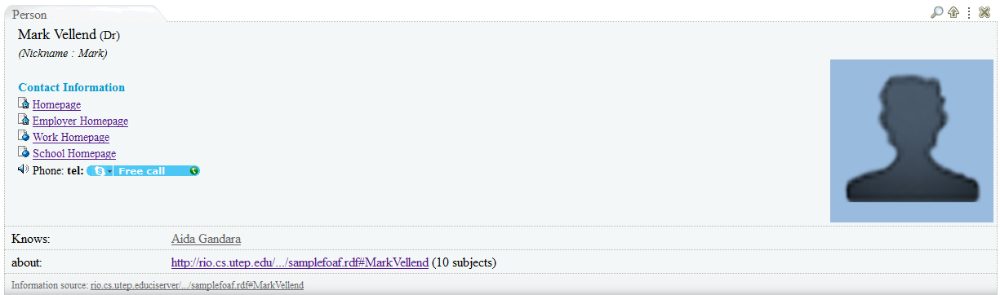 Person
Mark Vellend (Dr)
(Nickname : Mark)
Contact Information
Homepage
Employer Homepage
Work Homepage
School Homepage
Phone: tel: Free call
Knows: Aida Gandara
about: http://rio.cs.utep.edu/.../samplefoaf.rdf#MarkVellend (10 subjects)
Information source: rio.cs.utep.educiserver/.../samplefoaf.rdf#MarkVellend